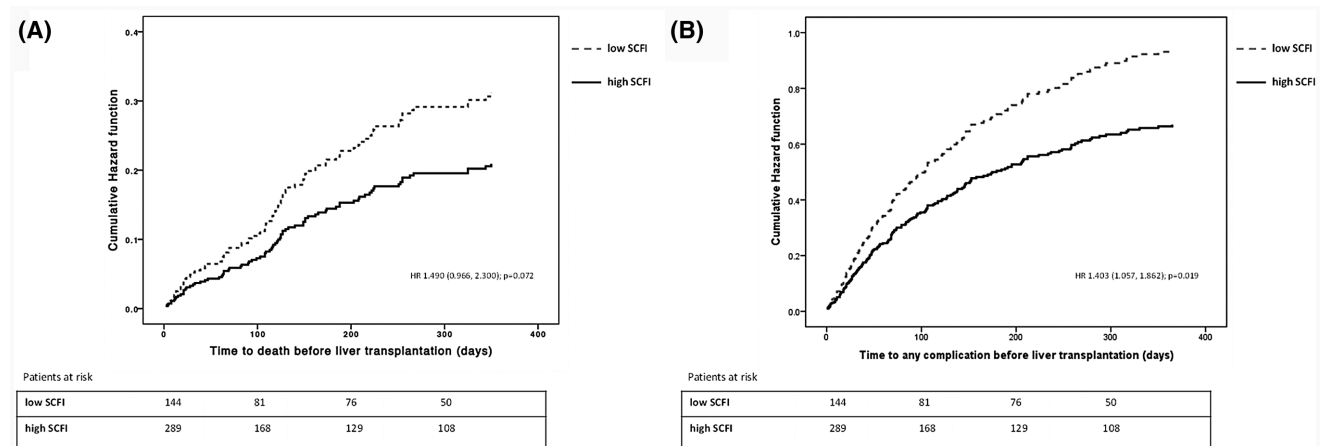 (A)
0.4
0.3
0.2
0.1
0.0
Cumulative Hazard function
low SCFI
high SCFI
HR 1.490 (0.966, 2.300); p=0.072
0 100 200 300 400
Time to death before liver transplantation (days)
Patients at risk
low SCFI 144 81 76 50
high SCFI 289 168 129 108
(B)
1.0
0.8
0.6
0.4
0.2
0.0
Cumulative Hazard function
low SCFI
high SCFI
HR 1.403 (1.057, 1.862); p=0.019
0 100 200 300 400
Time to any complication before liver transplantation (days)
Patients at risk
low SCFI 144 81 76 50
high SCFI 289 168 129 108